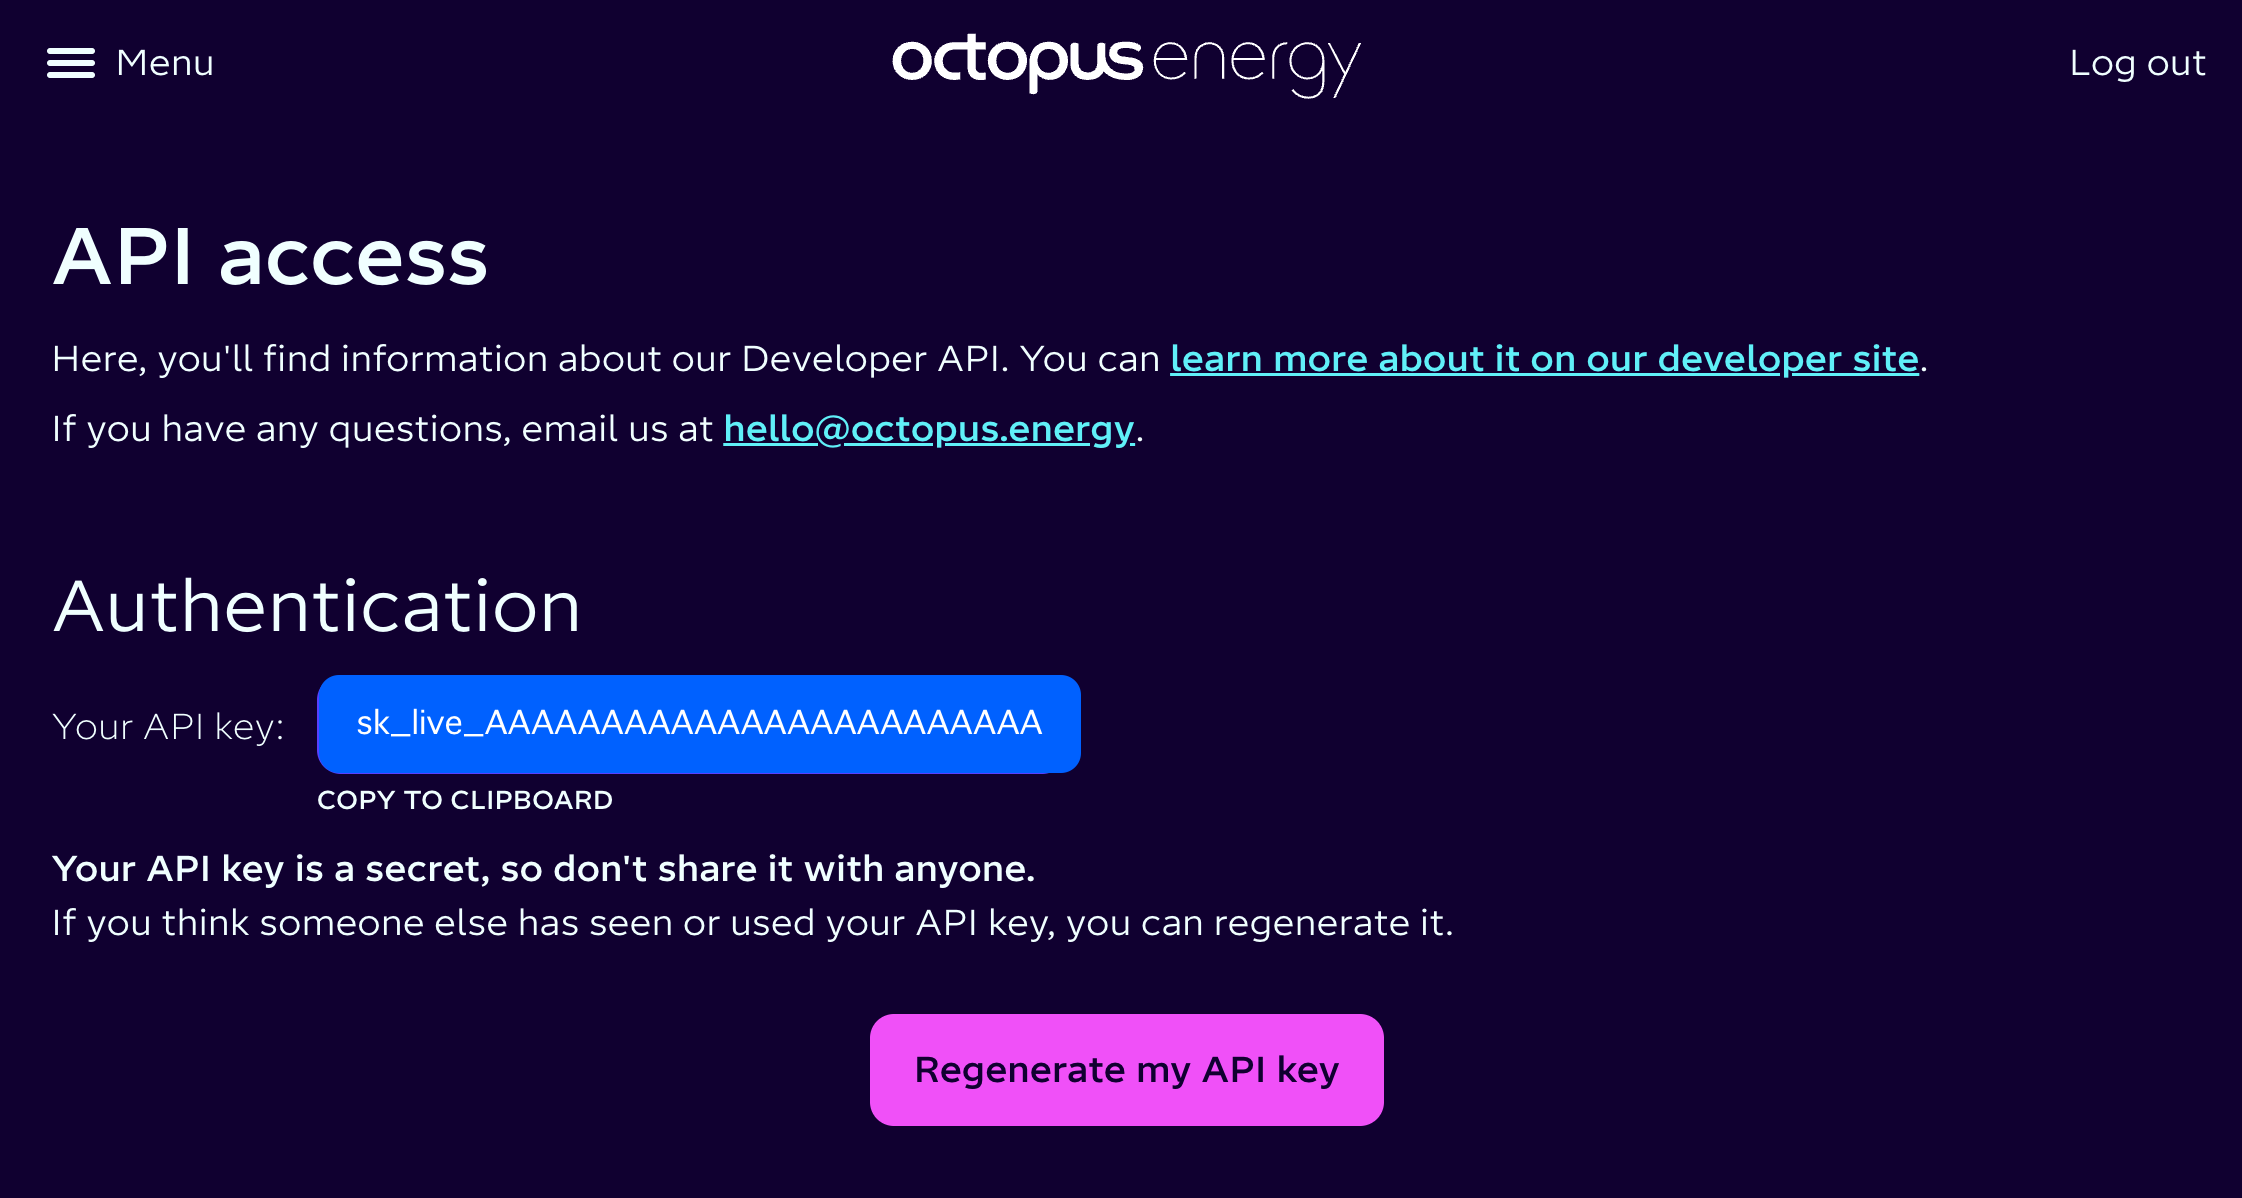 Menu
octopus energy
Log out
API access
Here, you'll find information about our Developer API. You can learn more about it on our developer site.
If you have any questions, email us at hello@octopus.energy.
Authentication
Your API key: sk_live_AAAAAAAAAAAAAAAAAAAAAAAA
COPY TO CLIPBOARD
Your API key is a secret, so don't share it with anyone.
If you think someone else has seen or used your API key, you can regenerate it.
Regenerate my API key